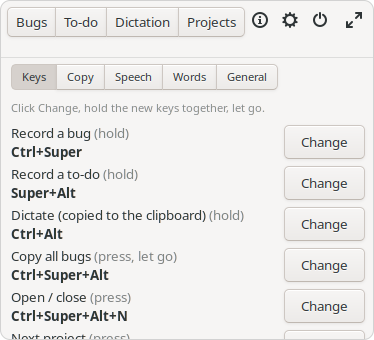 Bugs To-do Dictation Projects
Keys Copy Speech Words General
Click Change, hold the new keys together, let go.
Record a bug (hold)
Ctrl+Super
Change
Record a to-do (hold)
Super+Alt
Change
Dictate (copied to the clipboard) (hold)
Ctrl+Alt
Change
Copy all bugs (press, let go)
Ctrl+Super+Alt
Change
Open / close (press)
Ctrl+Super+Alt+N
Change
Next project (press)